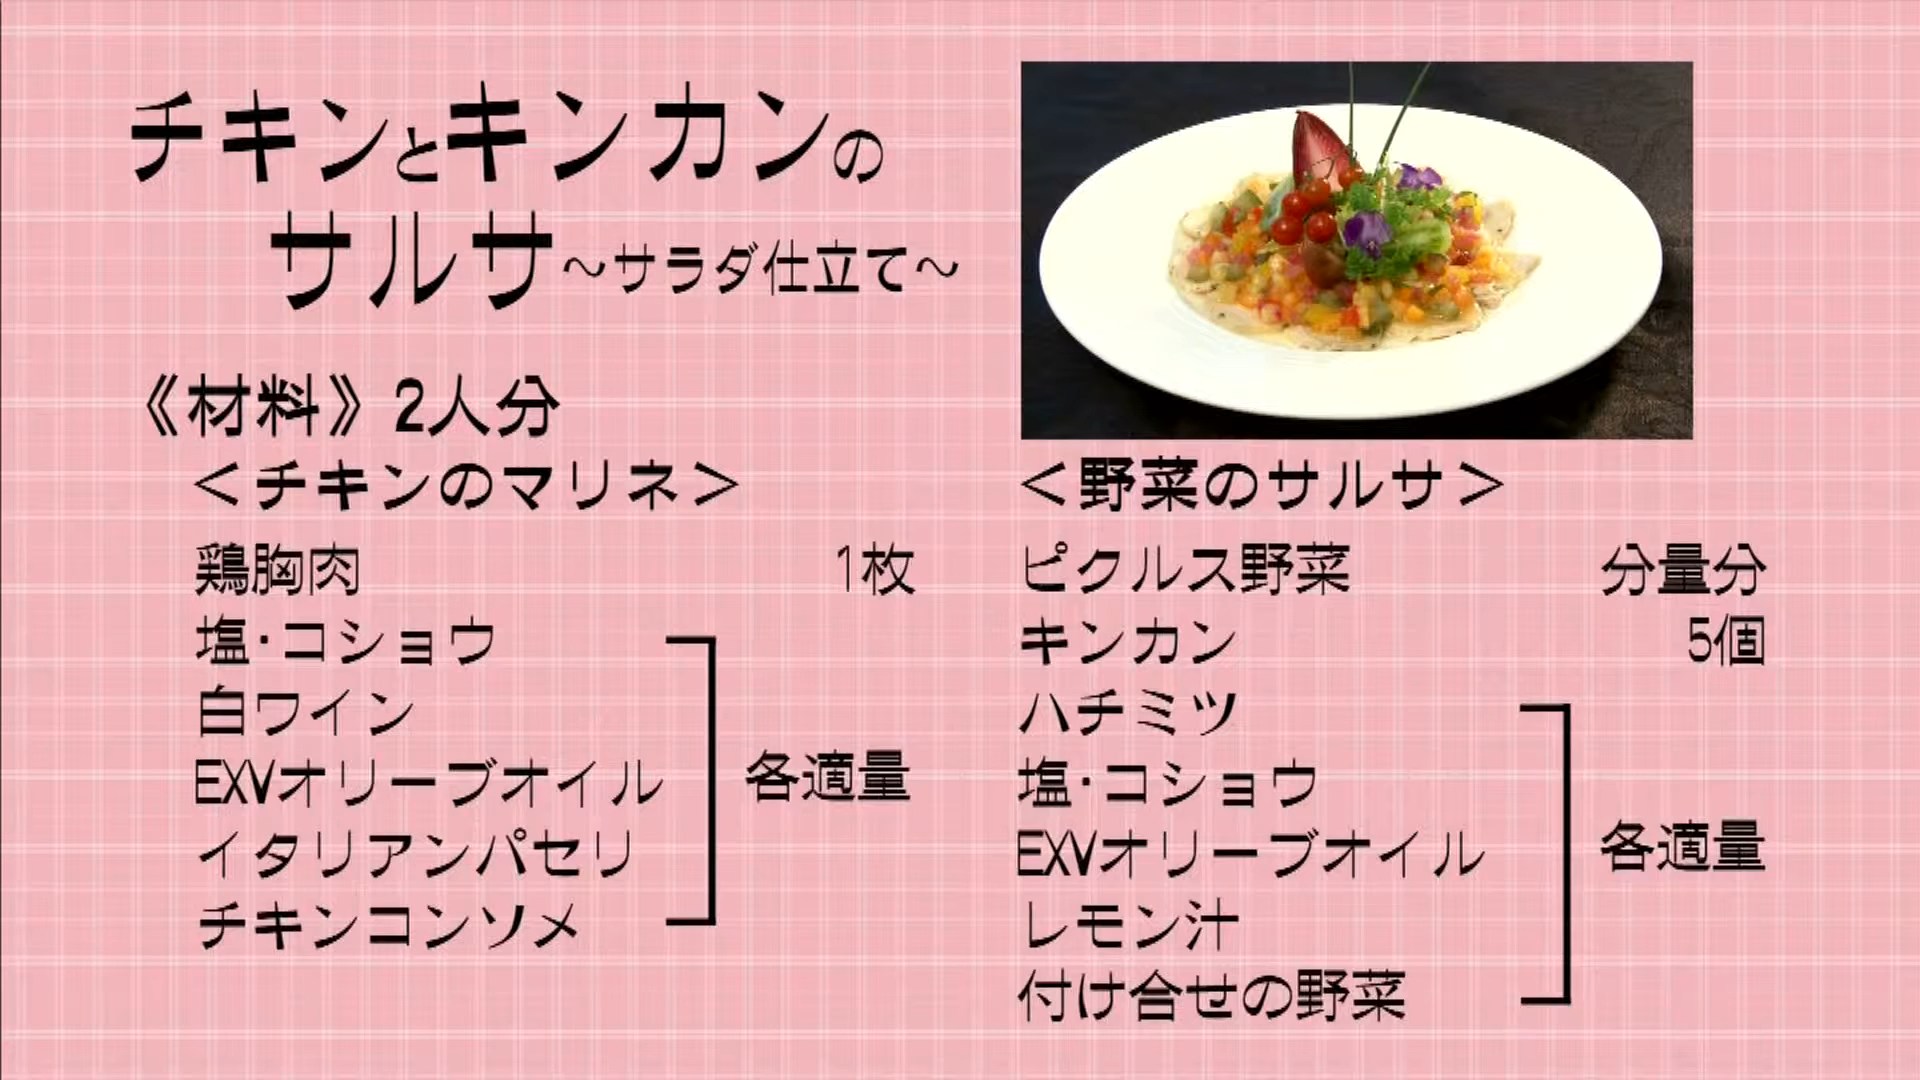 チキンとキンカンの
サルサ～サラダ仕立て～
《材料》2人分
＜チキンのマリネ＞
鶏胸肉 1枚
塩･コショウ
白ワイン
EXVオリーブオイル
イタリアンパセリ
チキンコンソメ
各適量
＜野菜のサルサ＞
ピクルス野菜 分量分
キンカン 5個
ハチミツ
塩･コショウ
EXVオリーブオイル
レモン汁
付け合せの野菜
各適量